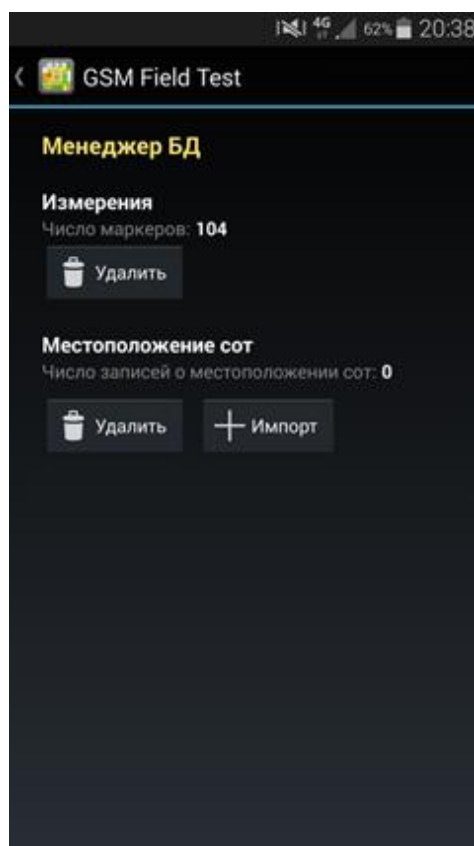 4G 62% 20:38
GSM Field Test
Менеджер БД
Измерения
Число маркеров: 104
Удалить
Местоположение сот
Число записей о местоположении сот: 0
Удалить Импорт